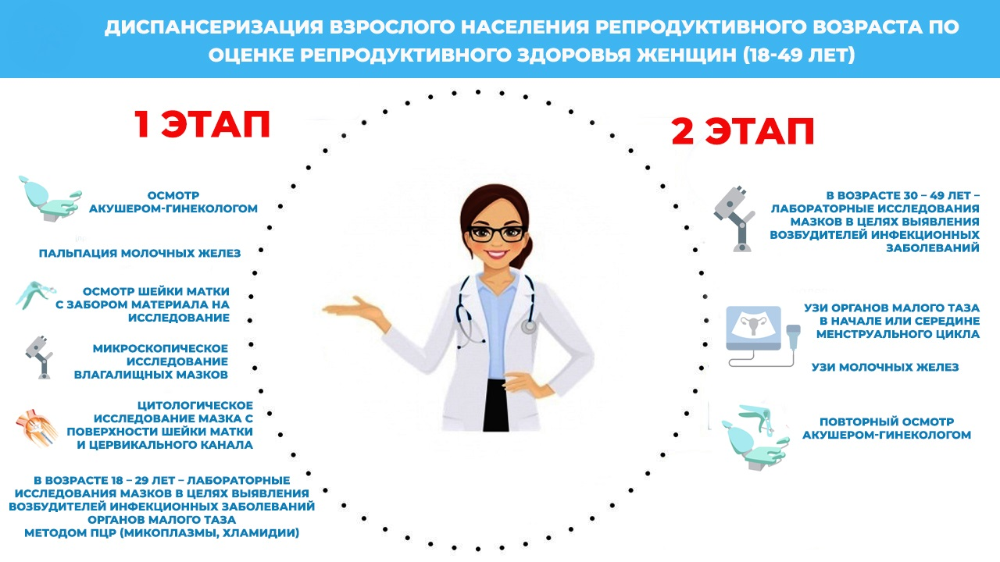 ДИСПАНСЕРИЗАЦИЯ ВЗРОСЛОГО НАСЕЛЕНИЯ РЕПРОДУКТИВНОГО ВОЗРАСТА ПО
ОЦЕНКЕ РЕПРОДУКТИВНОГО ЗДОРОВЬЯ ЖЕНЩИН (18-49 ЛЕТ)
1 ЭТАП
ОСМОТР
АКУШЕРОМ-ГИНЕКОЛОГОМ
ПАЛЬПАЦИЯ МОЛОЧНЫХ ЖЕЛЕЗ
ОСМОТР ШЕЙКИ МАТКИ
С ЗАБОРОМ МАТЕРИАЛА НА
ИССЛЕДОВАНИЕ
МИКРОСКОПИЧЕСКОЕ
ИССЛЕДОВАНИЕ
ВЛАГАЛИЩНЫХ МАЗКОВ
ЦИТОЛОГИЧЕСКОЕ
ИССЛЕДОВАНИЕ МАЗКА С
ПОВЕРХНОСТИ ШЕЙКИ МАТКИ
И ЦЕРВИКАЛЬНОГО КАНАЛА
В ВОЗРАСТЕ 18 – 29 ЛЕТ – ЛАБОРАТОРНЫЕ
ИССЛЕДОВАНИЯ МАЗКОВ В ЦЕЛЯХ ВЫЯВЛЕНИЯ
ВОЗБУДИТЕЛЕЙ ИНФЕКЦИОННЫХ ЗАБОЛЕВАНИЙ
ОРГАНОВ МАЛОГО ТАЗА
МЕТОДОМ ПЦР (МИКОПЛАЗМЫ, ХЛАМИДИИ)
2 ЭТАП
В ВОЗРАСТЕ 30 – 49 ЛЕТ –
ЛАБОРАТОРНЫЕ ИССЛЕДОВАНИЯ
МАЗКОВ В ЦЕЛЯХ ВЫЯВЛЕНИЯ
ВОЗБУДИТЕЛЕЙ ИНФЕКЦИОННЫХ
ЗАБОЛЕВАНИЙ
УЗИ ОРГАНОВ МАЛОГО ТАЗА
В НАЧАЛЕ ИЛИ СЕРЕДИНЕ
МЕНСТРУАЛЬНОГО ЦИКЛА
УЗИ МОЛОЧНЫХ ЖЕЛЕЗ
ПОВТОРНЫЙ ОСМОТР
АКУШЕРОМ-ГИНЕКОЛОГОМ